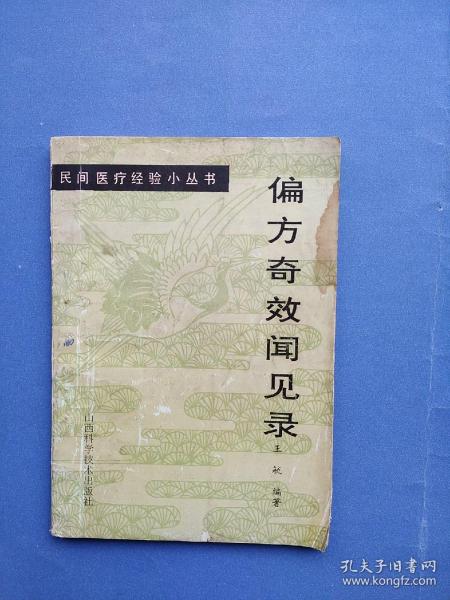 民间医疗经验小丛书
偏方奇效闻见录
王敏 编著
山西科学技术出版社
孔夫子旧书网
www.kongfz.com